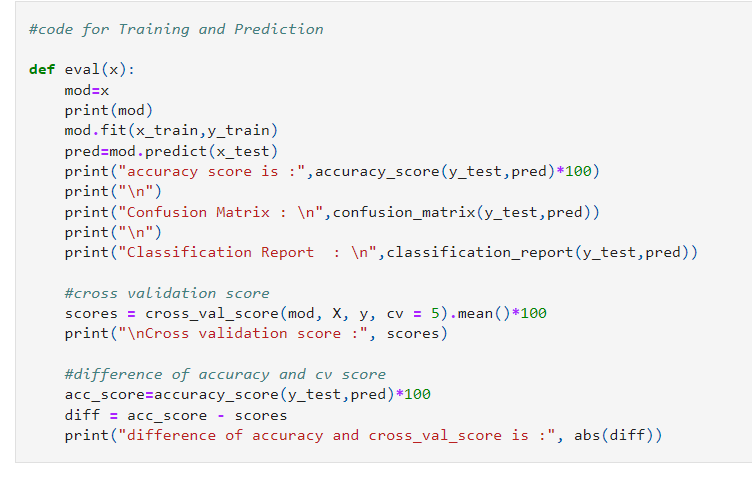 #code for Training and Prediction
def eval(x):
    mod=x
    print(mod)
    mod.fit(x_train,y_train)
    pred=mod.predict(x_test)
    print("accuracy score is :",accuracy_score(y_test,pred)*100)
    print("\n")
    print("Confusion Matrix : \n",confusion_matrix(y_test,pred))
    print("\n")
    print("Classification Report  : \n",classification_report(y_test,pred))
    #cross validation score
    scores = cross_val_score(mod, X, y, cv = 5).mean()*100
    print("\nCross validation score :", scores)
    #difference of accuracy and cv score
    acc_score=accuracy_score(y_test,pred)*100
    diff = acc_score - scores
    print("difference of accuracy and cross_val_score is :", abs(diff))